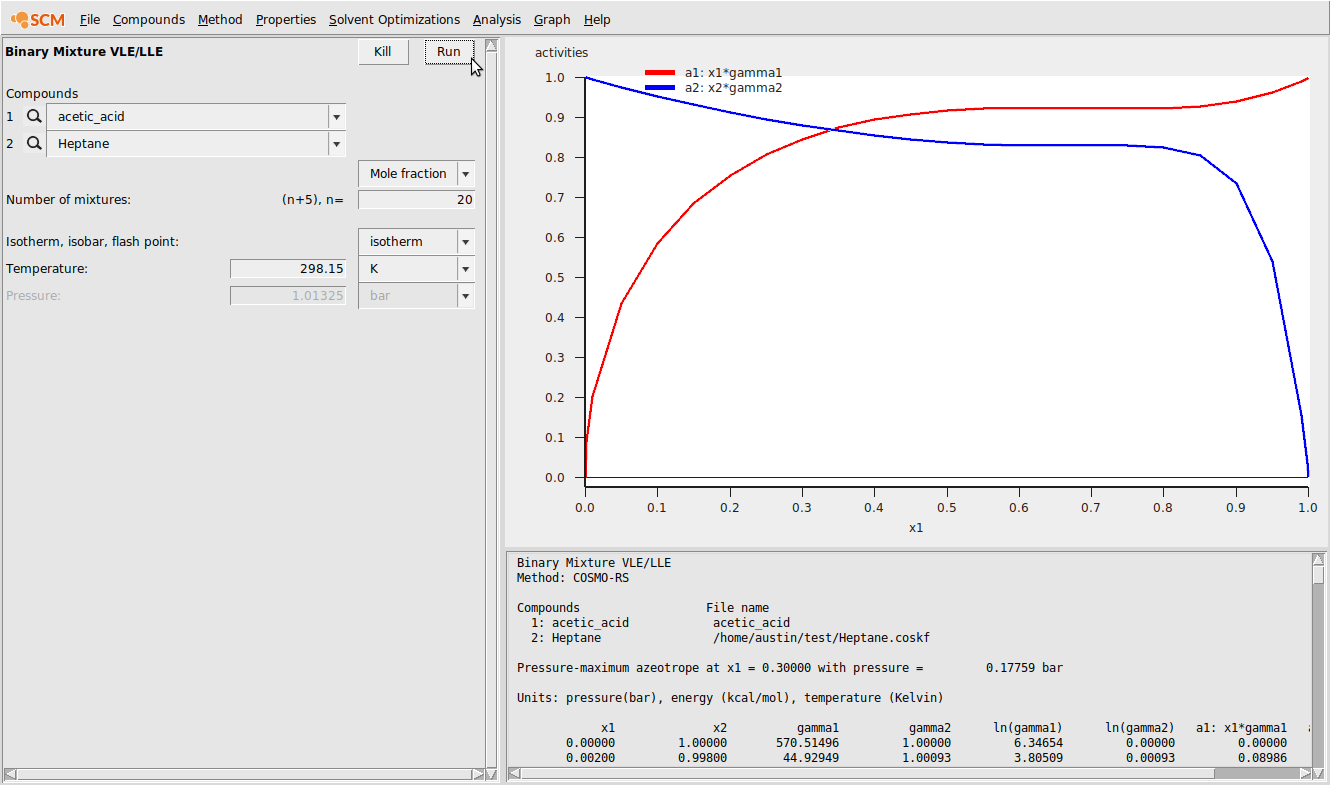 SCM File Compounds Method Properties Solvent Optimizations Analysis Graph Help
Binary Mixture VLE/LLE Kill Run
Compounds
1 acetic_acid
2 Heptane
Mole fraction
Number of mixtures: (n+5), n= 20
Isotherm, isobar, flash point: isotherm
Temperature: 298.15 K
Pressure: 1.01325 bar
activities
a1: x1*gamma1
a2: x2*gamma2
1.0
0.9
0.8
0.7
0.6
0.5
0.4
0.3
0.2
0.1
0.0
0.0 0.1 0.2 0.3 0.4 0.5 0.6 0.7 0.8 0.9 1.0
x1
Binary Mixture VLE/LLE
Method: COSMO-RS
Compounds File name
1: acetic_acid acetic_acid
2: Heptane /home/austin/test/Heptane.coskf
Pressure-maximum azeotrope at x1 = 0.30000 with pressure = 0.17759 bar
Units: pressure(bar), energy (kcal/mol), temperature (Kelvin)
x1 x2 gamma1 gamma2 ln(gamma1) ln(gamma2) a1: x1*gamma1
0.00000 1.00000 570.51496 1.00000 6.34654 0.00000 0.00000
0.00200 0.99800 44.92949 1.00093 3.80509 0.00093 0.08986